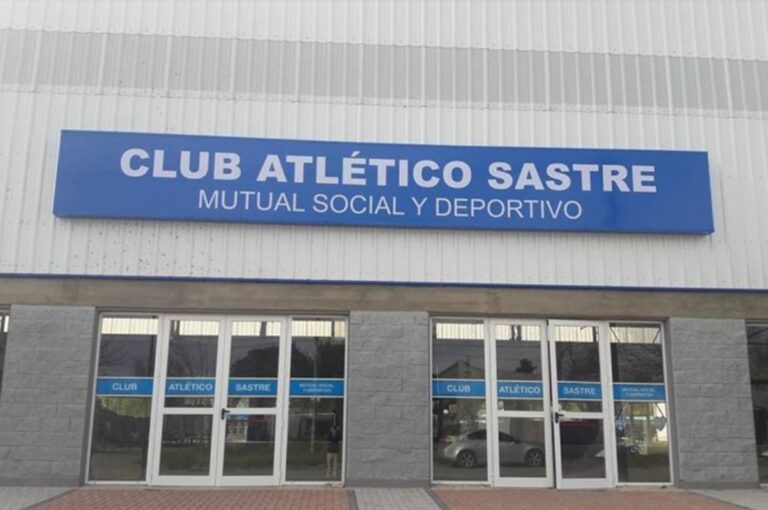 CLUB ATLÉTICO SASTRE
MUTUAL SOCIAL Y DEPORTIVO
CLUB ATLÉTICO SASTRE MUTUAL SOCIAL
Y DEPORTIVO
CLUB ATLÉTICO SASTRE MUTUAL SOCIAL
Y DEPORTIVO